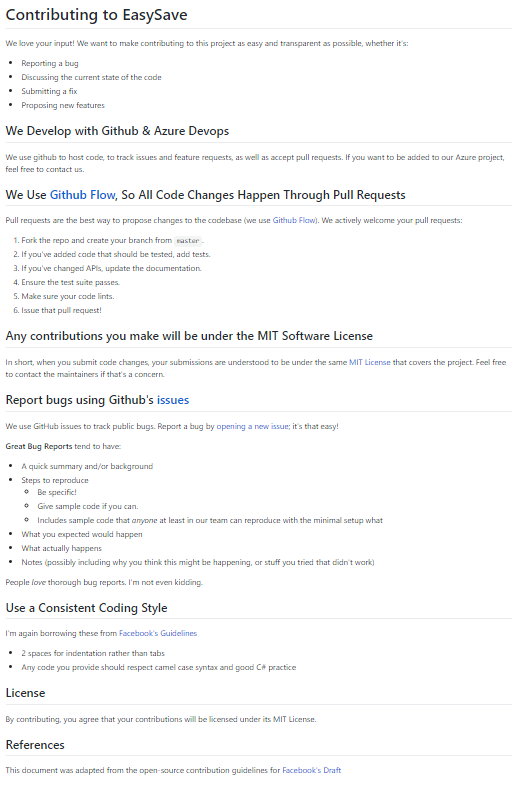 Contributing to EasySave
We love your input! We want to make contributing to this project as easy and transparent as possible, whether it's:
Reporting a bug
Discussing the current state of the code
Submitting a fix
Proposing new features
We Develop with Github & Azure Devops
We use github to host code, to track issues and feature requests, as well as accept pull requests. If you want to be added to our Azure project,
feel free to contact us.
We Use Github Flow, So All Code Changes Happen Through Pull Requests
Pull requests are the best way to propose changes to the codebase (we use Github Flow). We actively welcome your pull requests:
1. Fork the repo and create your branch from master.
2. If you've added code that should be tested, add tests.
3. If you've changed APIs, update the documentation.
4. Ensure the test suite passes.
5. Make sure your code lints.
6. Issue that pull request!
Any contributions you make will be under the MIT Software License
In short, when you submit code changes, your submissions are understood to be under the same MIT License that covers the project. Feel free
to contact the maintainers if that's a concern.
Report bugs using Github's issues
We use GitHub issues to track public bugs. Report a bug by opening a new issue; it's that easy!
Great Bug Reports tend to have:
A quick summary and/or background
Steps to reproduce
Be specific!
Give sample code if you can.
Includes sample code that anyone at least in our team can reproduce with the minimal setup what
What you expected would happen
What actually happens
Notes (possibly including why you think this might be happening, or stuff you tried that didn't work)
People love thorough bug reports. I'm not even kidding.
Use a Consistent Coding Style
I'm again borrowing these from Facebook's Guidelines
2 spaces for indentation rather than tabs
Any code you provide should respect camel case syntax and good C# practice
License
By contributing, you agree that your contributions will be licensed under its MIT License.
References
This document was adapted from the open-source contribution guidelines for Facebook's Draft